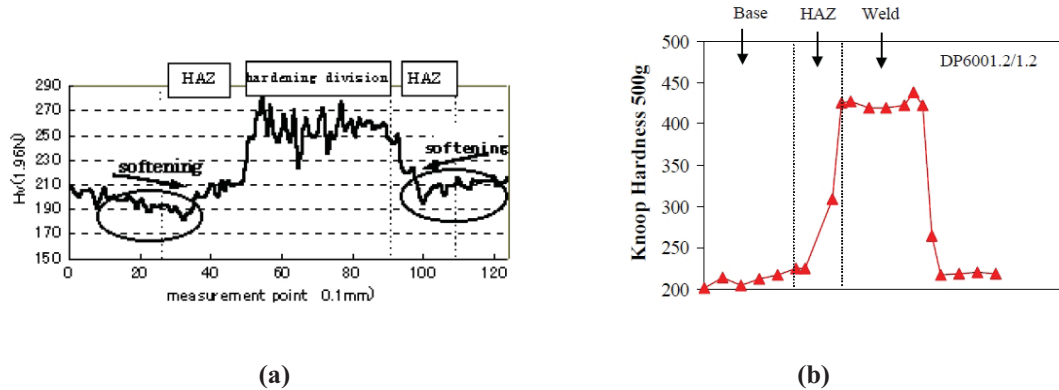 HAZ
hardening division
HAZ
290
270
250
230
210
190
170
150
Hv(1.96N)
softening
softening
0
20
40
60
80
100
120
measurement point 0.1mm)
(a)
Base
HAZ
Weld
500
450
400
350
300
250
200
Knoop Hardness 500g
DP6001.2/1.2
(b)